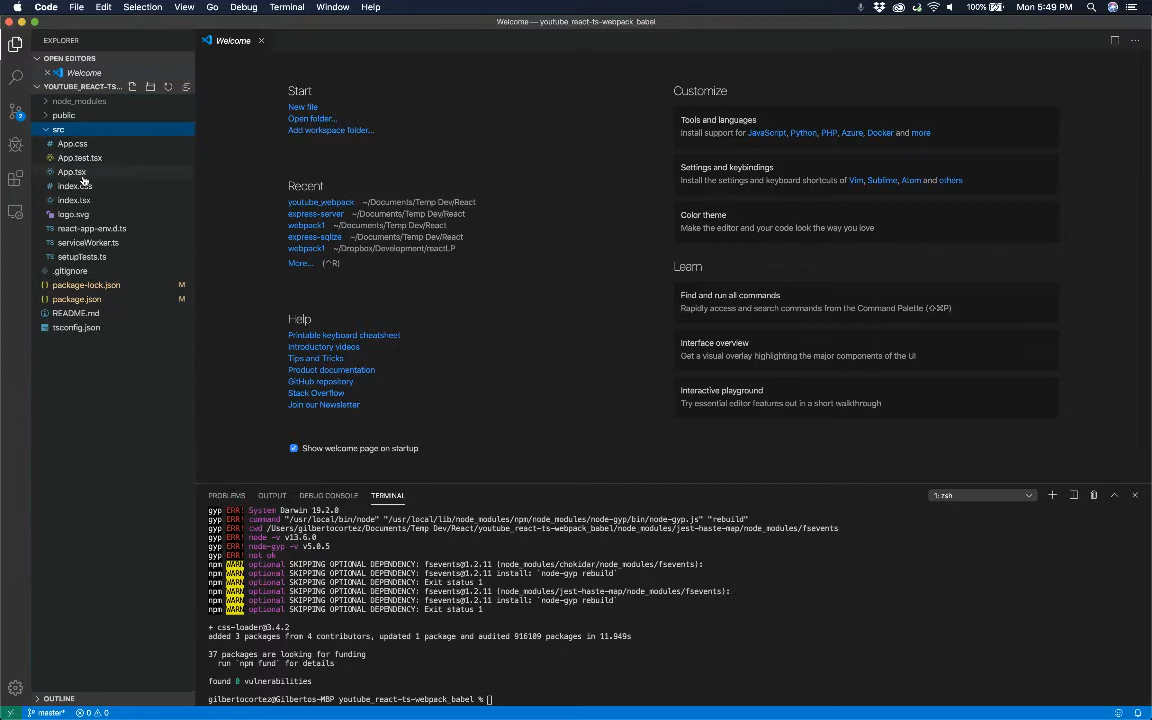 Code File Edit Selection View Go Debug Terminal Window Help 100% Mon 5:49 PM
Welcome — youtube_react-ts-webpack_babel
EXPLORER
OPEN EDITORS
Welcome
YOUTUBE_REACT-TS...
node_modules
public
src
App.css
App.test.tsx
App.tsx
index.css
index.tsx
logo.svg
react-app-env.d.ts
serviceWorker.ts
setupTests.ts
.gitignore
package-lock.json M
package.json M
README.md
tsconfig.json
OUTLINE
2
Welcome
Start
New file
Open folder...
Add workspace folder...
Recent
youtube_webpack ~/Documents/Temp Dev/React
express-server ~/Documents/Temp Dev/React
webpack1 ~/Documents/Temp Dev/React
express-sqlize ~/Documents/Temp Dev/React
webpack1 ~/Dropbox/Development/reactLP
More... (⌃R)
Help
Printable keyboard cheatsheet
Introductory videos
Tips and Tricks
Product documentation
GitHub repository
Stack Overflow
Join our Newsletter
Show welcome page on startup
Customize
Tools and languages
Install support for JavaScript, Python, PHP, Azure, Docker and more
Settings and keybindings
Install the settings and keyboard shortcuts of Vim, Sublime, Atom and others
Color theme
Make the editor and your code look the way you love
Learn
Find and run all commands
Rapidly access and search commands from the Command Palette (⇧⌘P)
Interface overview
Get a visual overlay highlighting the major components of the UI
Interactive playground
Try essential editor features out in a short walkthrough
PROBLEMS OUTPUT DEBUG CONSOLE TERMINAL 1: zsh
gyp ERR! System Darwin 19.2.0
gyp ERR! command "/usr/local/bin/node" "/usr/local/lib/node_modules/npm/node_modules/node-gyp/bin/node-gyp.js" "rebuild"
gyp ERR! cwd /Users/gilbertocortez/Documents/Temp Dev/React/youtube_react-ts-webpack_babel/node_modules/jest-haste-map/node_modules/fsevents
gyp ERR! node -v v13.6.0
gyp ERR! node-gyp -v v5.0.5
gyp ERR! not ok
npm WARN optional SKIPPING OPTIONAL DEPENDENCY: fsevents@1.2.11 (node_modules/chokidar/node_modules/fsevents):
npm WARN optional SKIPPING OPTIONAL DEPENDENCY: fsevents@1.2.11 install: `node-gyp rebuild`
npm WARN optional SKIPPING OPTIONAL DEPENDENCY: Exit status 1
npm WARN optional SKIPPING OPTIONAL DEPENDENCY: fsevents@1.2.11 (node_modules/jest-haste-map/node_modules/fsevents):
npm WARN optional SKIPPING OPTIONAL DEPENDENCY: fsevents@1.2.11 install: `node-gyp rebuild`
npm WARN optional SKIPPING OPTIONAL DEPENDENCY: Exit status 1
+ css-loader@3.4.2
added 3 packages from 4 contributors, updated 1 package and audited 916109 packages in 11.949s
37 packages are looking for funding
run `npm fund` for details
found 0 vulnerabilities
gilbertocortez@Gilbertos-MBP youtube_react-ts-webpack_babel %
master* 0 0